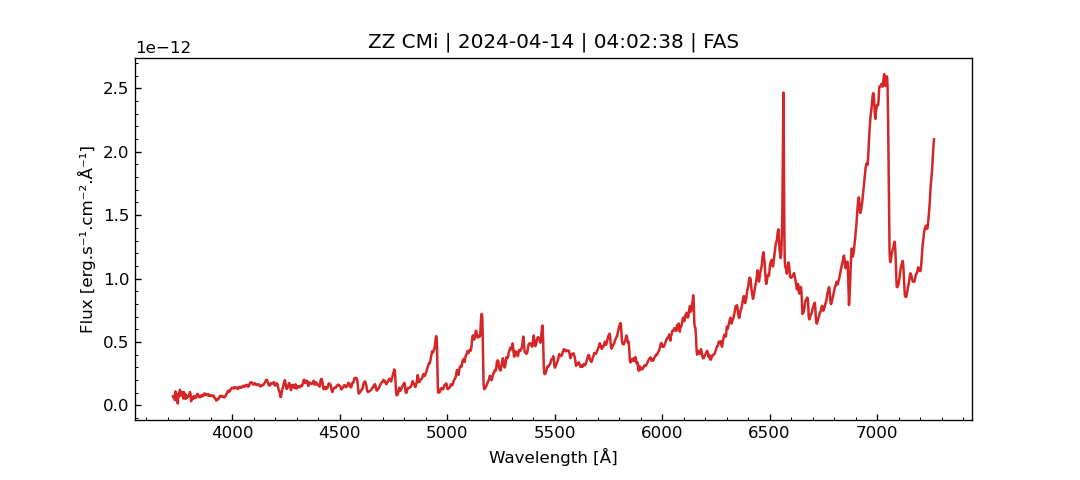 ZZ CMi | 2024-04-14 | 04:02:38 | FAS
1e−12
2.5
2.0
1.5
1.0
0.5
0.0
Flux [erg.s⁻¹.cm⁻².Å⁻¹]
4000 4500 5000 5500 6000 6500 7000
Wavelength [Å]